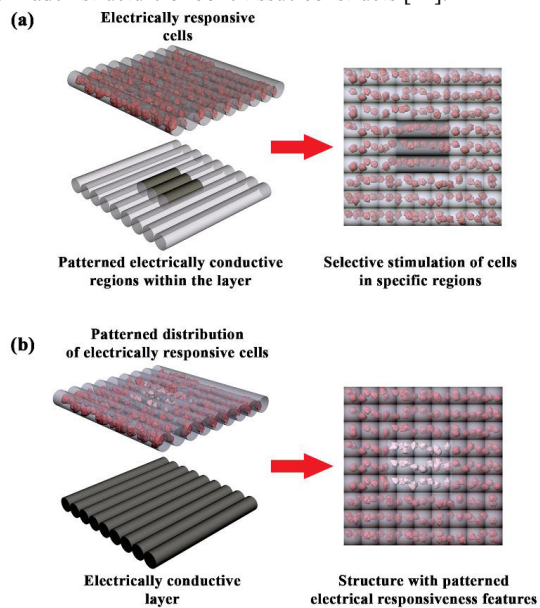 (a)
Electrically responsive
cells
Patterned electrically conductive
regions within the layer
Selective stimulation of cells
in specific regions
(b)
Patterned distribution
of electrically responsive cells
Electrically conductive
layer
Structure with patterned
electrical responsiveness features